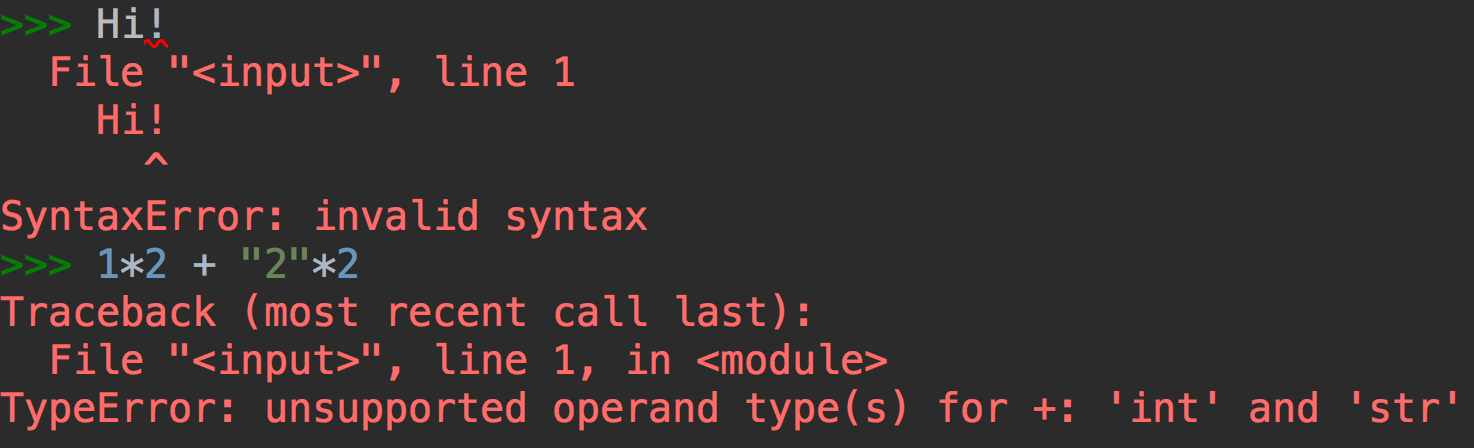 >>> Hi!
  File "<input>", line 1
    Hi!
      ^
SyntaxError: invalid syntax
>>> 1*2 + "2"*2
Traceback (most recent call last):
  File "<input>", line 1, in <module>
TypeError: unsupported operand type(s) for +: 'int' and 'str'